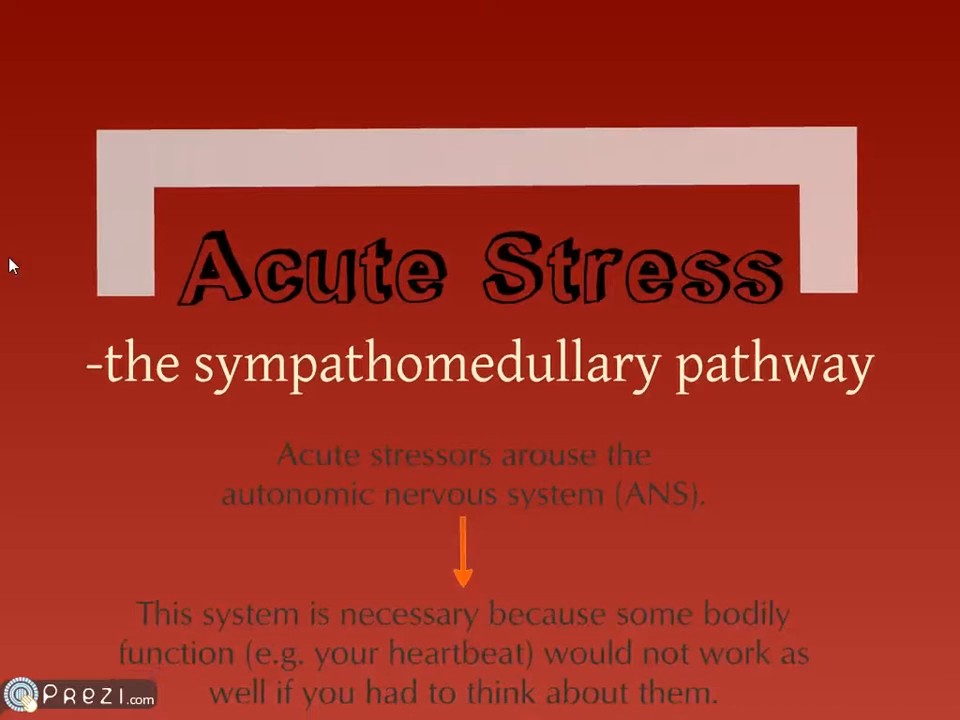 Acute Stress
-the sympathomedullary pathway
Acute stressors arouse the
autonomic nervous system (ANS).
This system is necessary because some bodily
function (e.g. your heartbeat) would not work as
well if you had to think about them.
Prezi.com